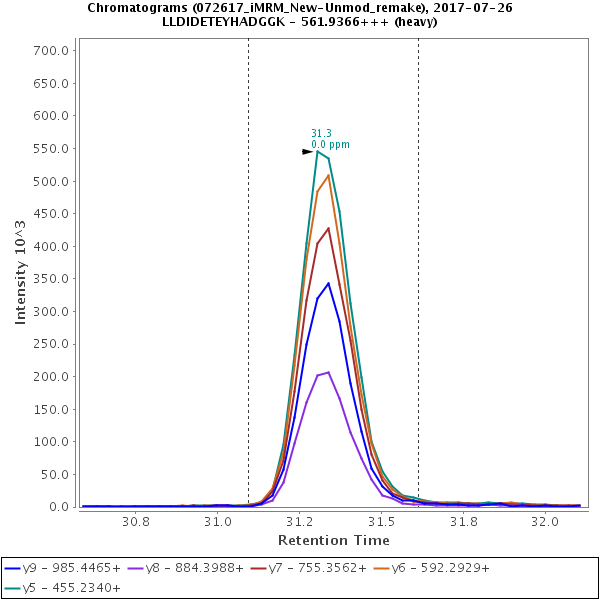 Chromatograms (072617_iMRM_New-Unmod_remake), 2017-07-26
LLDIDETEYHADGGK - 561.9366+++ (heavy)
700.0
650.0
600.0
550.0
500.0
450.0
400.0
350.0
300.0
250.0
200.0
150.0
100.0
50.0
0.0
Intensity 10^3
31.3
0.0 ppm
30.8
31.0
31.2
31.5
31.8
32.0
Retention Time
y9 - 985.4465+
y8 - 884.3988+
y7 - 755.3562+
y6 - 592.2929+
y5 - 455.2340+